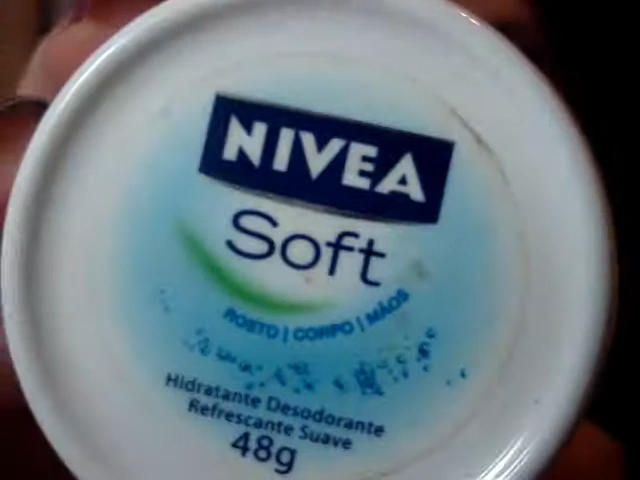 NIVEA
Soft
ROSTO | CORPO | MÃOS
Hidratante Desodorante
Refrescante Suave
48g